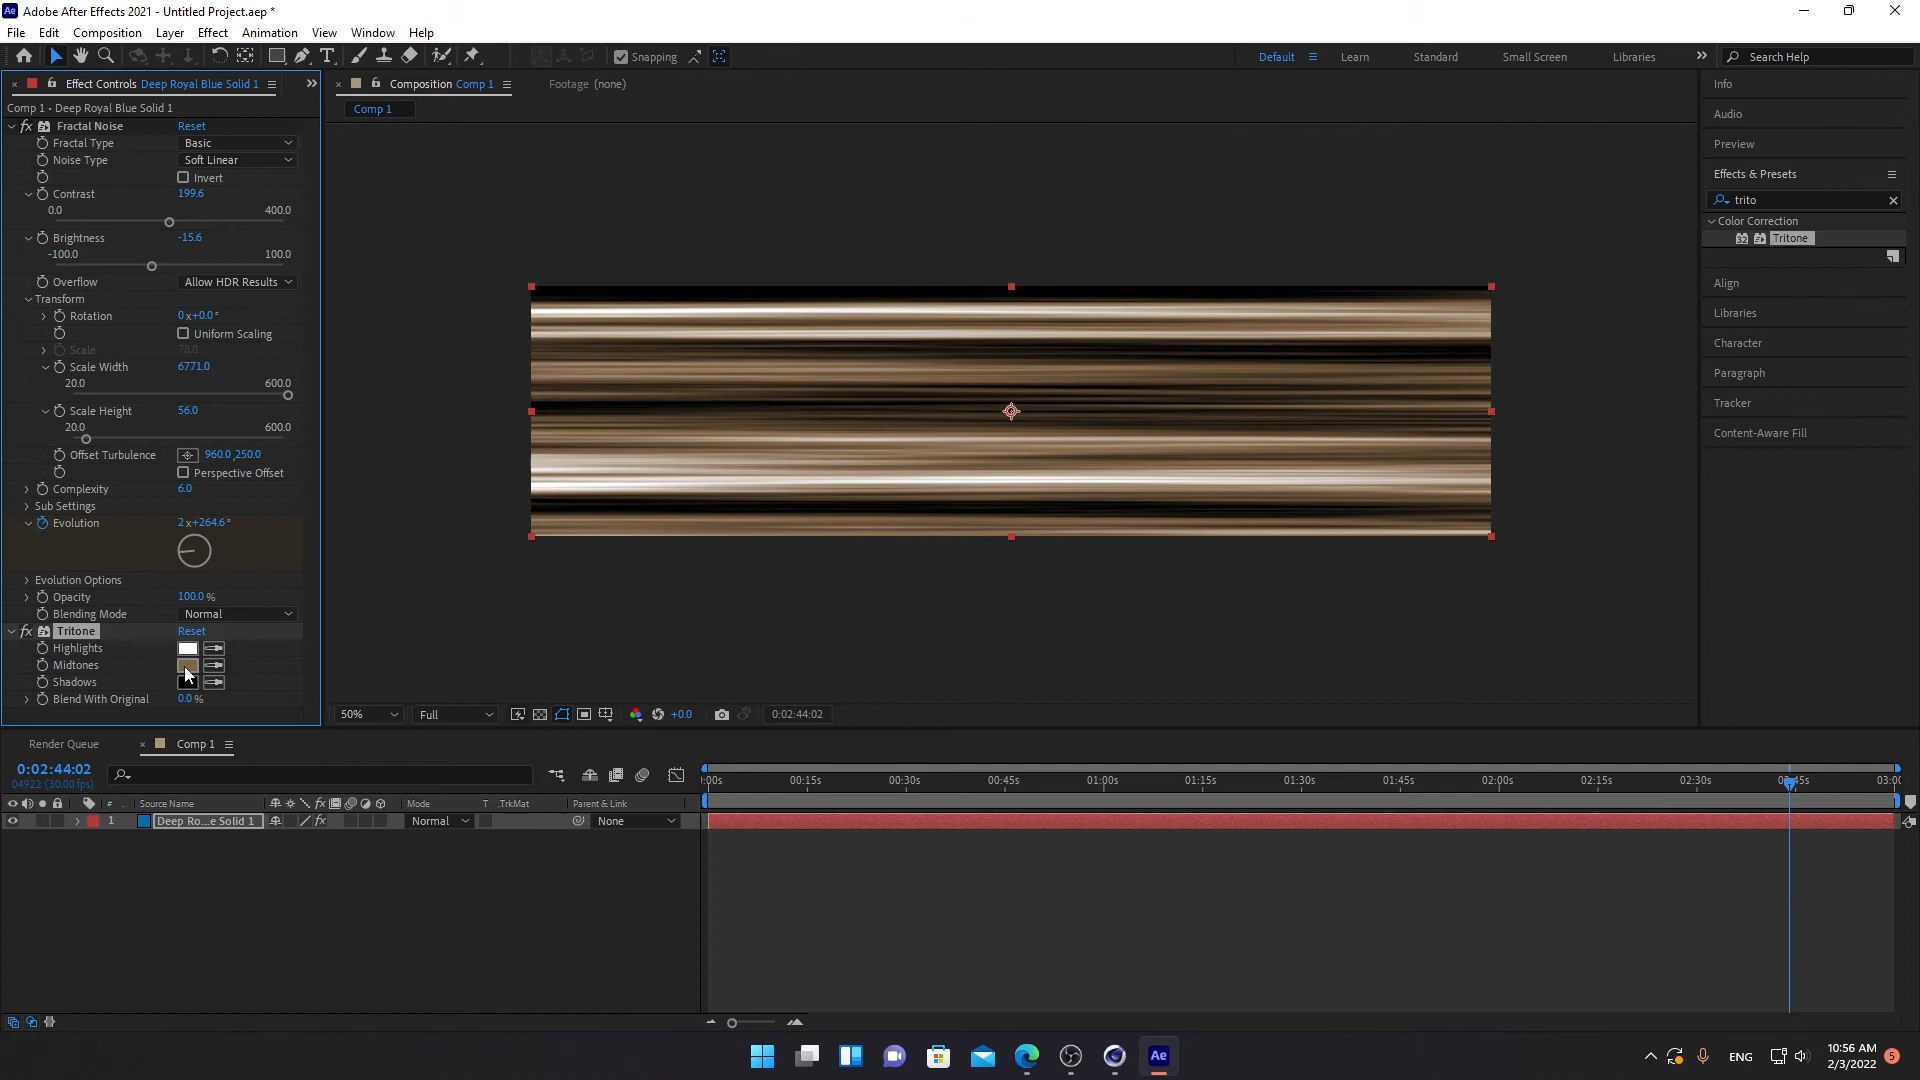 Adobe After Effects 2021 - Untitled Project.aep *
File Edit Composition Layer Effect Animation View Window Help
Snapping Default Learn Standard Small Screen Libraries Search Help
Effect Controls Deep Royal Blue Solid 1
Composition Comp 1
Footage (none)
Comp 1 • Deep Royal Blue Solid 1
Comp 1
Fractal Noise Reset
Fractal Type Basic
Noise Type Soft Linear
Invert
Contrast 199.6
0.0 400.0
Brightness -15.6
-100.0 100.0
Overflow Allow HDR Results
Transform
Rotation 0x+0.0°
Uniform Scaling
Scale 78.0
Scale Width 6771.0
20.0 600.0
Scale Height 56.0
20.0 600.0
Offset Turbulence 960.0,250.0
Perspective Offset
Complexity 6.0
Sub Settings
Evolution 2x+264.6°
Evolution Options
Opacity 100.0 %
Blending Mode Normal
Tritone Reset
Highlights
Midtones
Shadows
Blend With Original 0.0 %
50% Full +0.0 0:02:44:02
Info
Audio
Preview
Effects & Presets
trito
Color Correction
32 Tritone
Align
Libraries
Character
Paragraph
Tracker
Content-Aware Fill
Render Queue Comp 1
0:02:44:02
04922 (30.00 fps)
):00s 00:15s 00:30s 00:45s 01:00s 01:15s 01:30s 01:45s 02:00s 02:15s 02:30s 02:45s 03:00
# Source Name fx Mode T .TrkMat Parent & Link
1 Deep Ro...e Solid 1 fx Normal None
Ae ENG 10:56 AM 5
2/3/2022